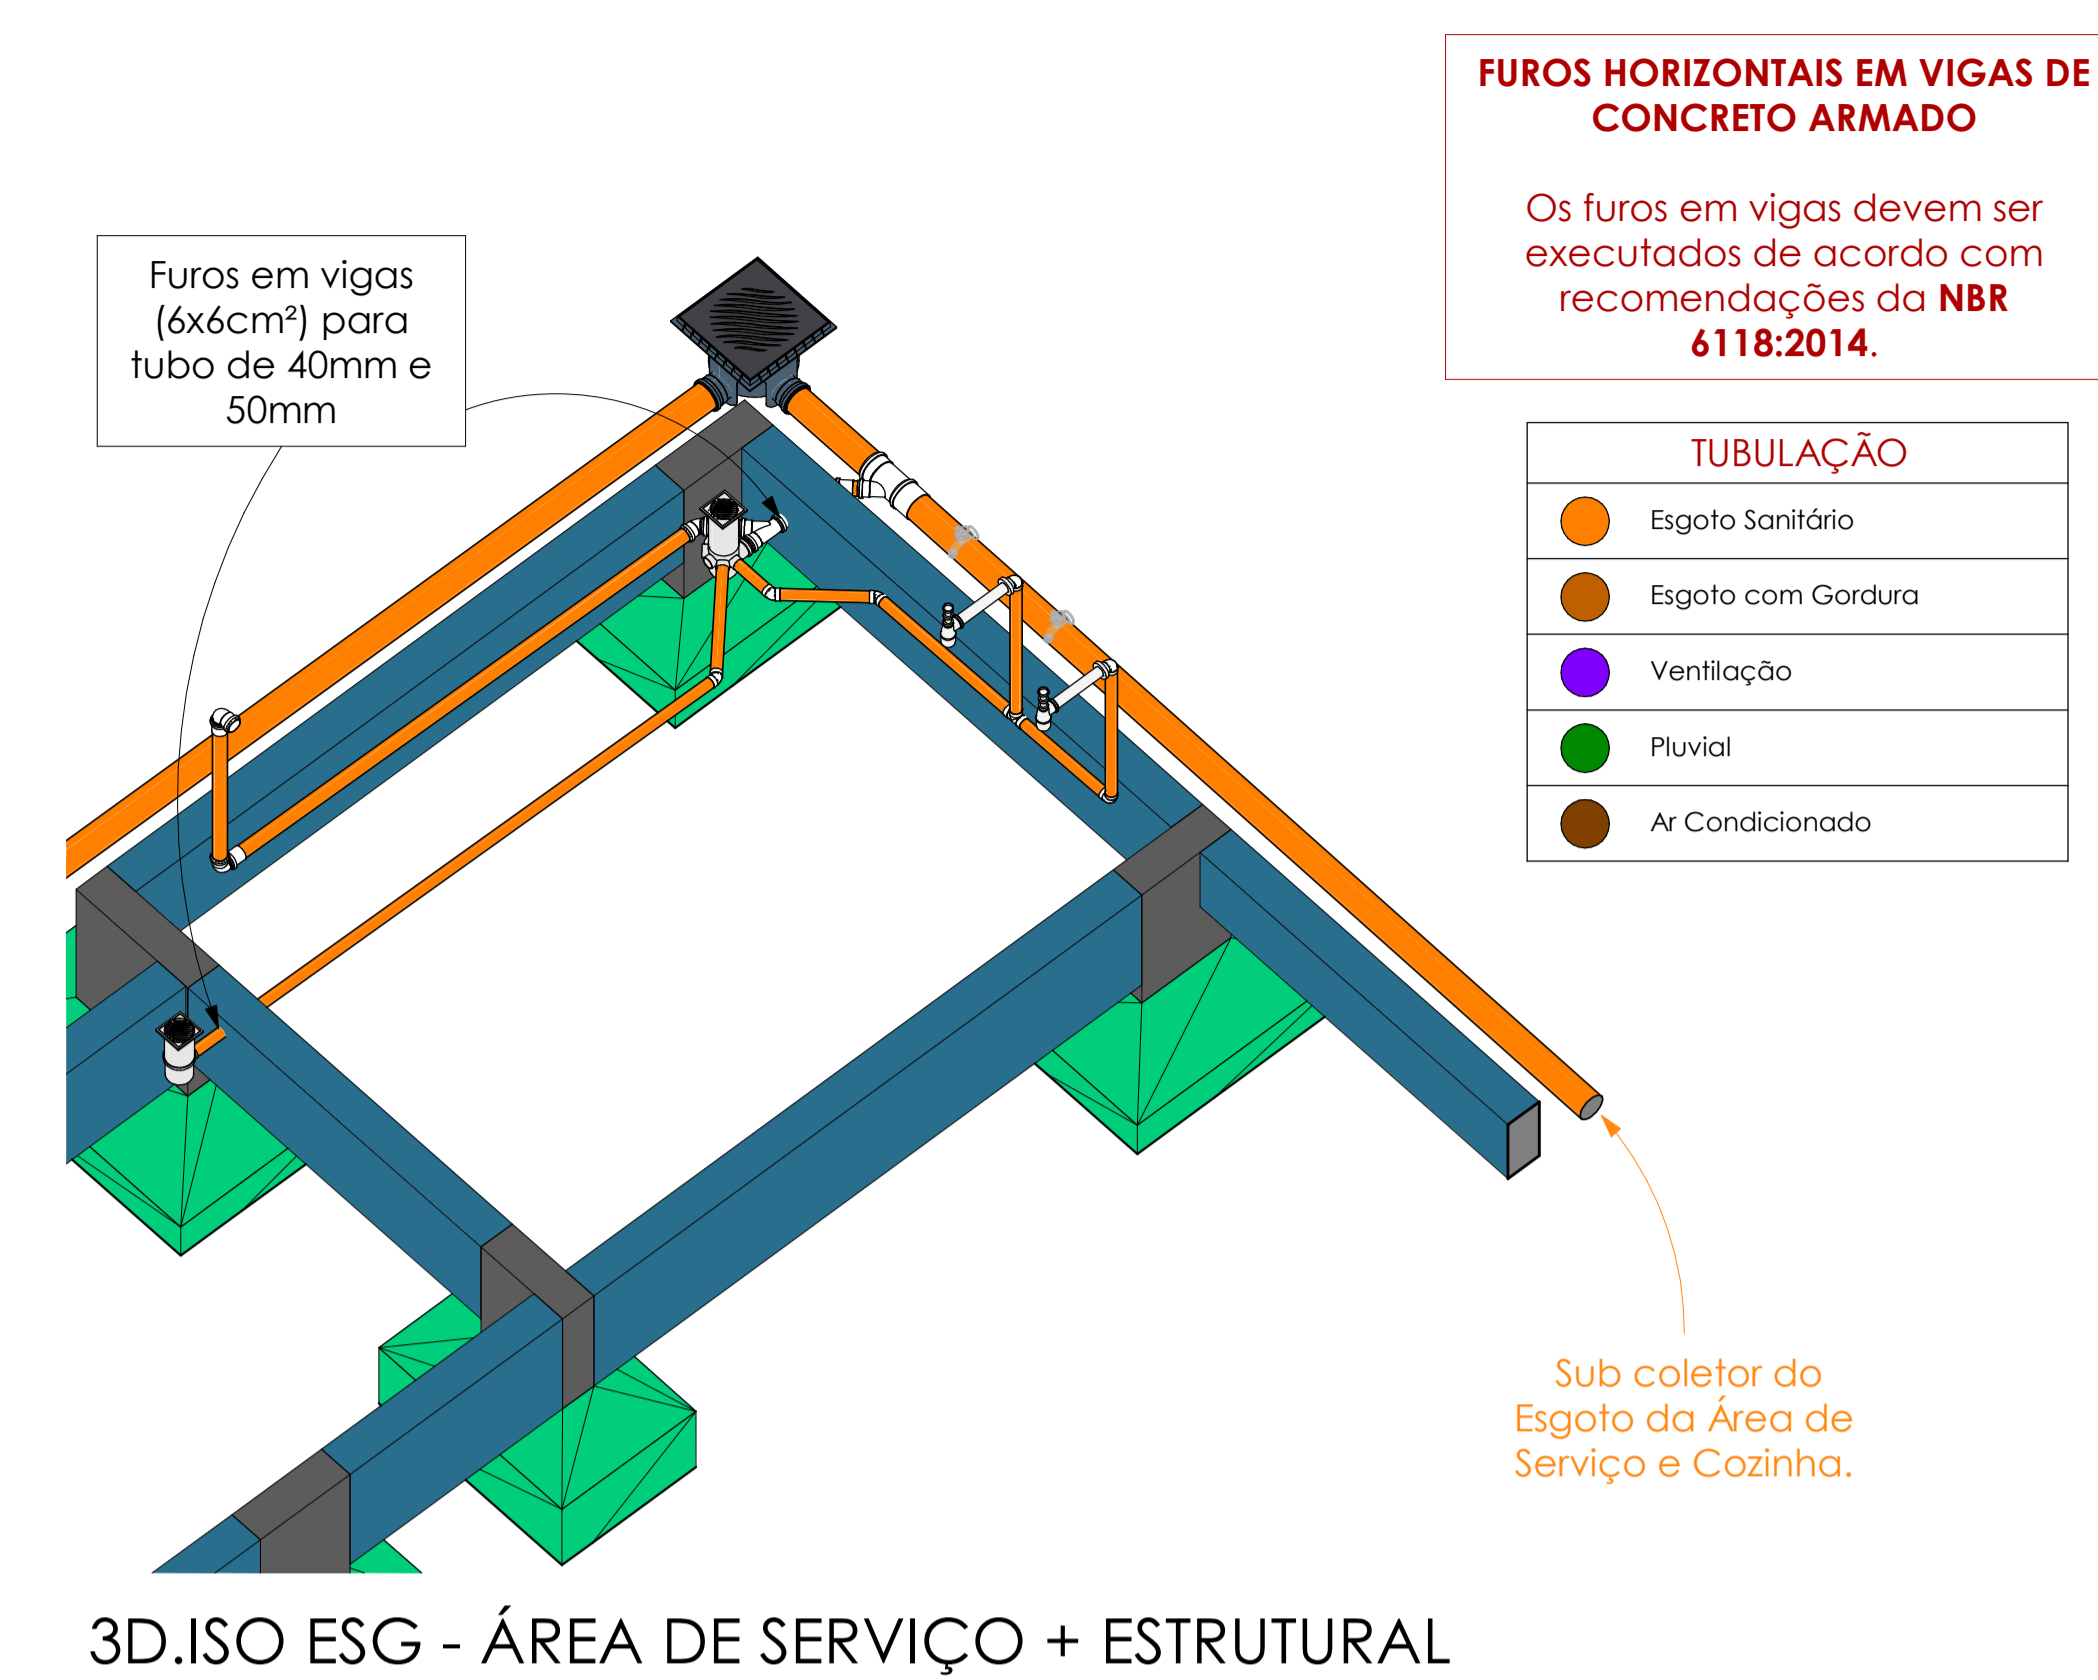 FUROS HORIZONTAIS EM VIGAS DE
CONCRETO ARMADO
Os furos em vigas devem ser
executados de acordo com
recomendações da NBR
6118:2014.
Furos em vigas
(6x6cm²) para
tubo de 40mm e
50mm
TUBULAÇÃO
Esgoto Sanitário
Esgoto com Gordura
Ventilação
Pluvial
Ar Condicionado
Sub coletor do
Esgoto da Área de
Serviço e Cozinha.
3D.ISO ESG - ÁREA DE SERVIÇO + ESTRUTURAL